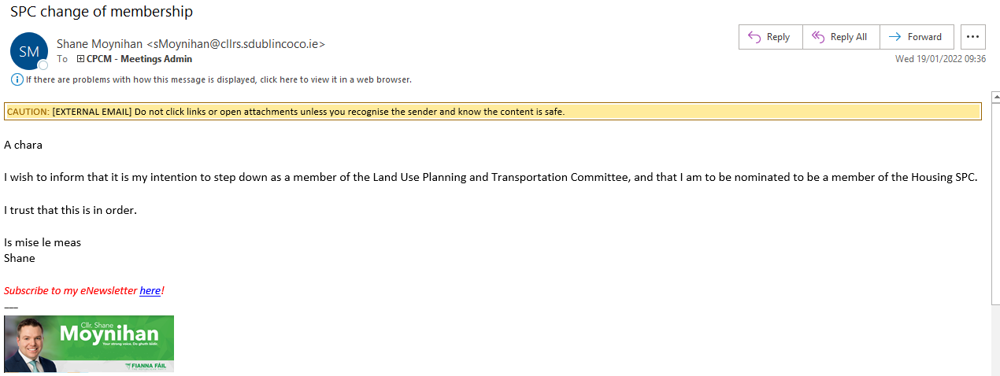 SPC change of membership
SM
Shane Moynihan <sMoynihan@cllrs.sdublincoco.ie>
To CPCM - Meetings Admin
Reply
Reply All
Forward
Wed 19/01/2022 09:36
If there are problems with how this message is displayed, click here to view it in a web browser.
CAUTION: [EXTERNAL EMAIL] Do not click links or open attachments unless you recognise the sender and know the content is safe.
A chara
I wish to inform that it is my intention to step down as a member of the Land Use Planning and Transportation Committee, and that I am to be nominated to be a member of the Housing SPC.
I trust that this is in order.
Is mise le meas
Shane
Subscribe to my eNewsletter here!
Cllr. Shane
Moynihan
Your strong voice. Do ghuth láidir.
FIANNA FÁIL